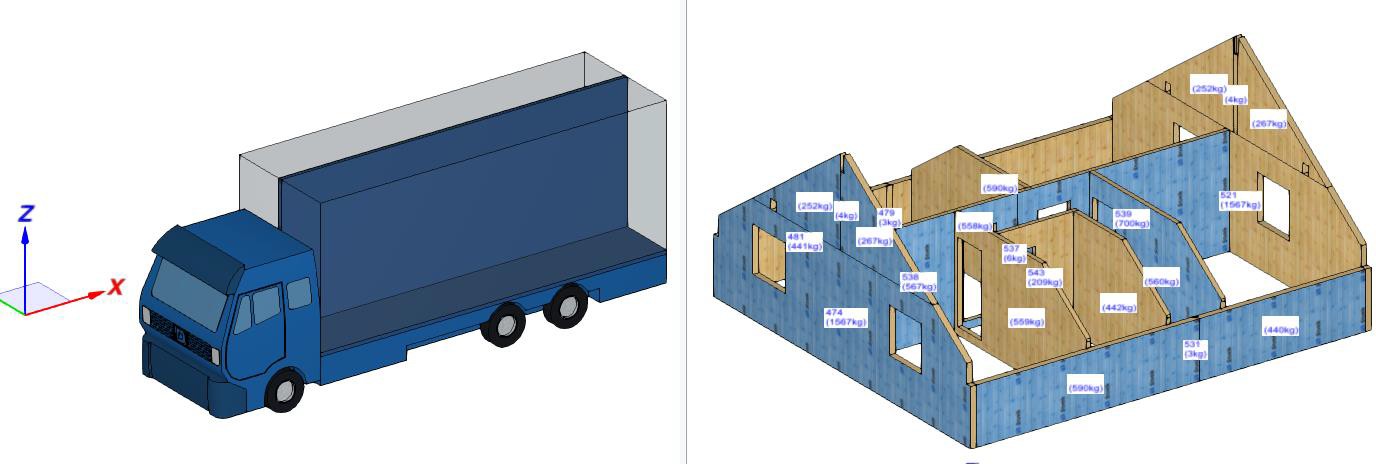 Z
X
(252kg)
(4kg)
(267kg)
(590kg)
521
(1567kg)
(252kg)
(4kg)
479
(3kg)
539
(700kg)
(558kg)
481
(441kg)
(267kg)
537
(6kg)
543
(209kg)
538
(567kg)
(560kg)
(442kg)
474
(1567kg)
(559kg)
(440kg)
531
(3kg)
(590kg)